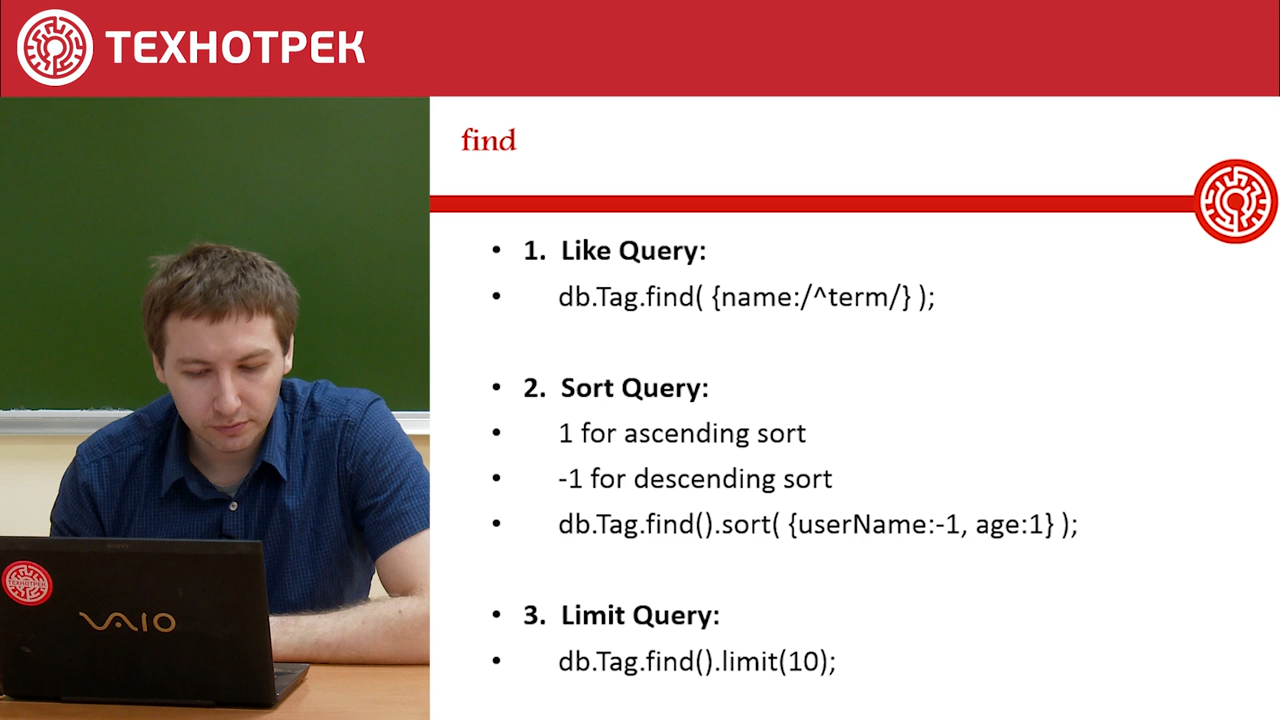 ТЕХНОТРЕК
find
• 1. Like Query:
• db.Tag.find( {name:/^term/} );
• 2. Sort Query:
• 1 for ascending sort
• -1 for descending sort
• db.Tag.find().sort( {userName:-1, age:1} );
• 3. Limit Query:
• db.Tag.find().limit(10);
SONY
ТЕХНОТРЕК
VAIO